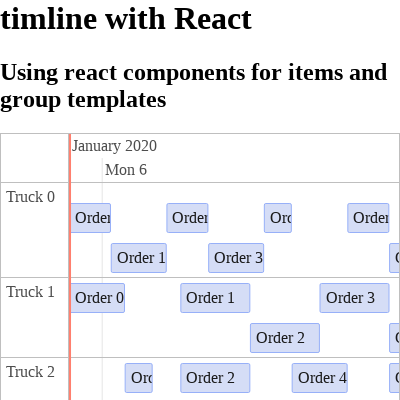 timline with React
Using react components for items and
group templates
January 2020
Mon 6
Truck 0
Order
Order
Ord
Order
Order 1
Order 3
Truck 1
Order 0
Order 1
Order 3
Order 2
Truck 2
Ord
Order 2
Order 4